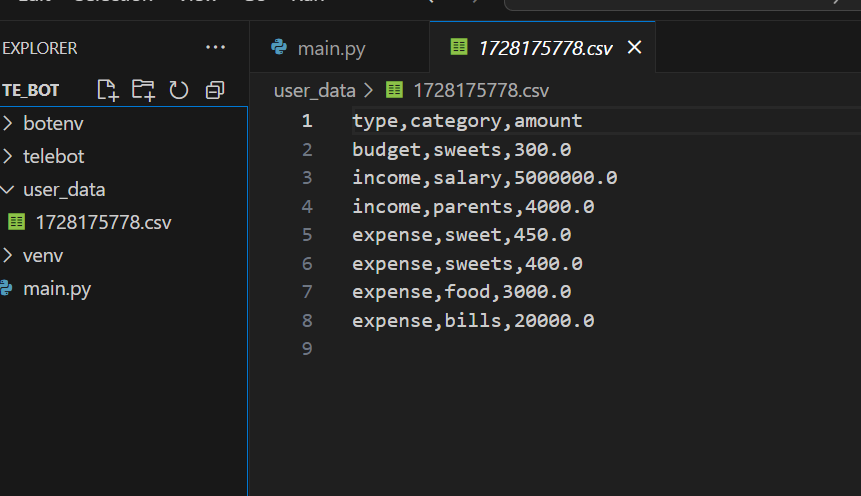 EXPLORER
TE_BOT
botenv
telebot
user_data
1728175778.csv
venv
main.py
main.py
1728175778.csv
user_data > 1728175778.csv
1 type,category,amount
2 budget,sweets,300.0
3 income,salary,5000000.0
4 income,parents,4000.0
5 expense,sweet,450.0
6 expense,sweets,400.0
7 expense,food,3000.0
8 expense,bills,20000.0
9